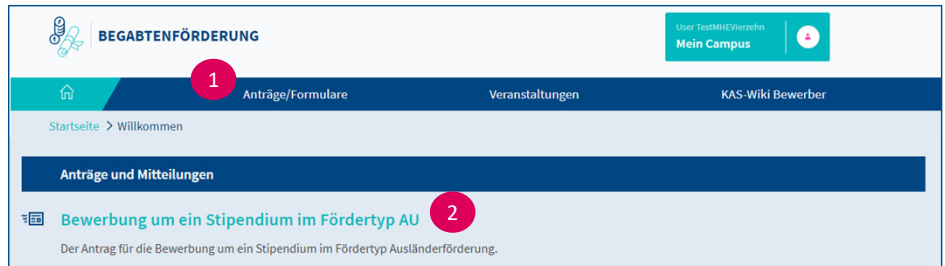 BEGABTENFÖRDERUNG
User TestMHEVierzehn
Mein Campus
1
Anträge/Formulare
Veranstaltungen
KAS-Wiki Bewerber
Startseite > Willkommen
Anträge und Mitteilungen
Bewerbung um ein Stipendium im Fördertyp AU
2
Der Antrag für die Bewerbung um ein Stipendium im Fördertyp Ausländerförderung.